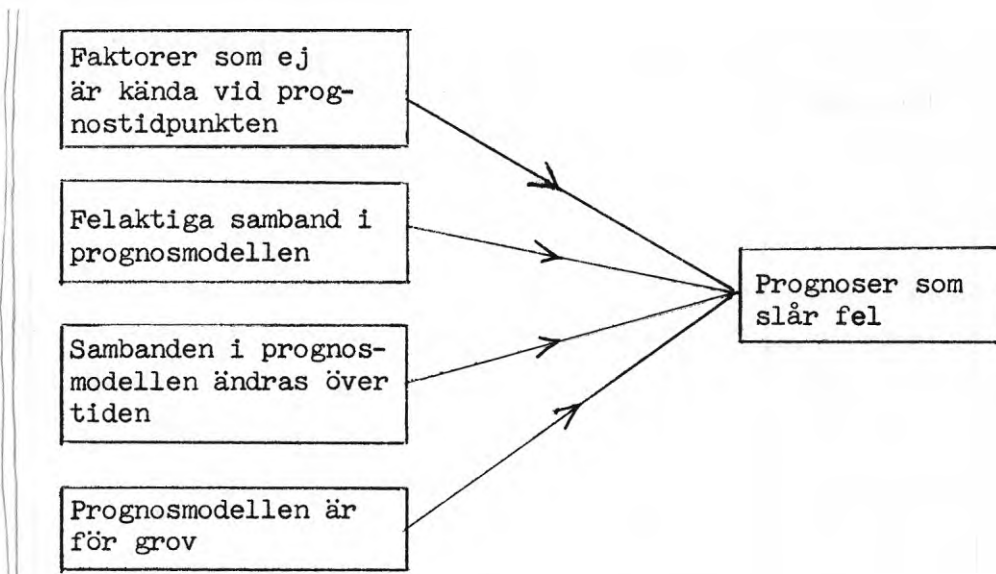 Faktorer som ej
är kända vid prog-
nostidpunkten
Felaktiga samband i
prognosmodellen
Sambanden i prognos-
modellen ändras över
tiden
Prognosmodellen är
för grov
Prognoser som
slår fel